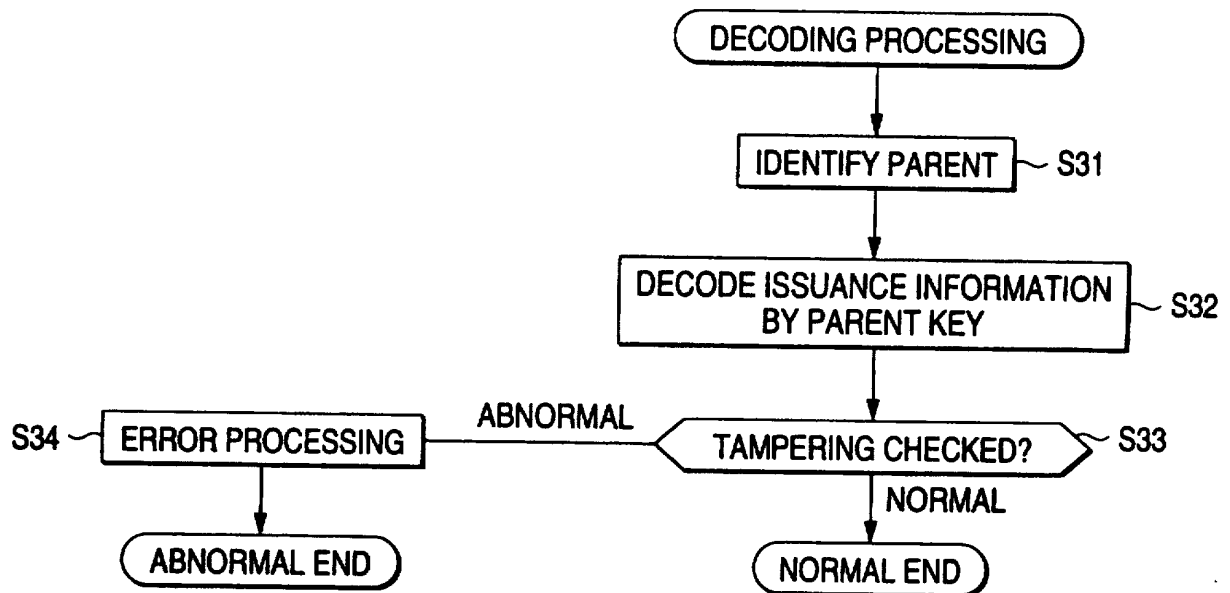 DECODING PROCESSING
IDENTIFY PARENT
S31
DECODE ISSUANCE INFORMATION
BY PARENT KEY
S32
ABNORMAL
S34
ERROR PROCESSING
TAMPERING CHECKED?
S33
NORMAL
ABNORMAL END
NORMAL END